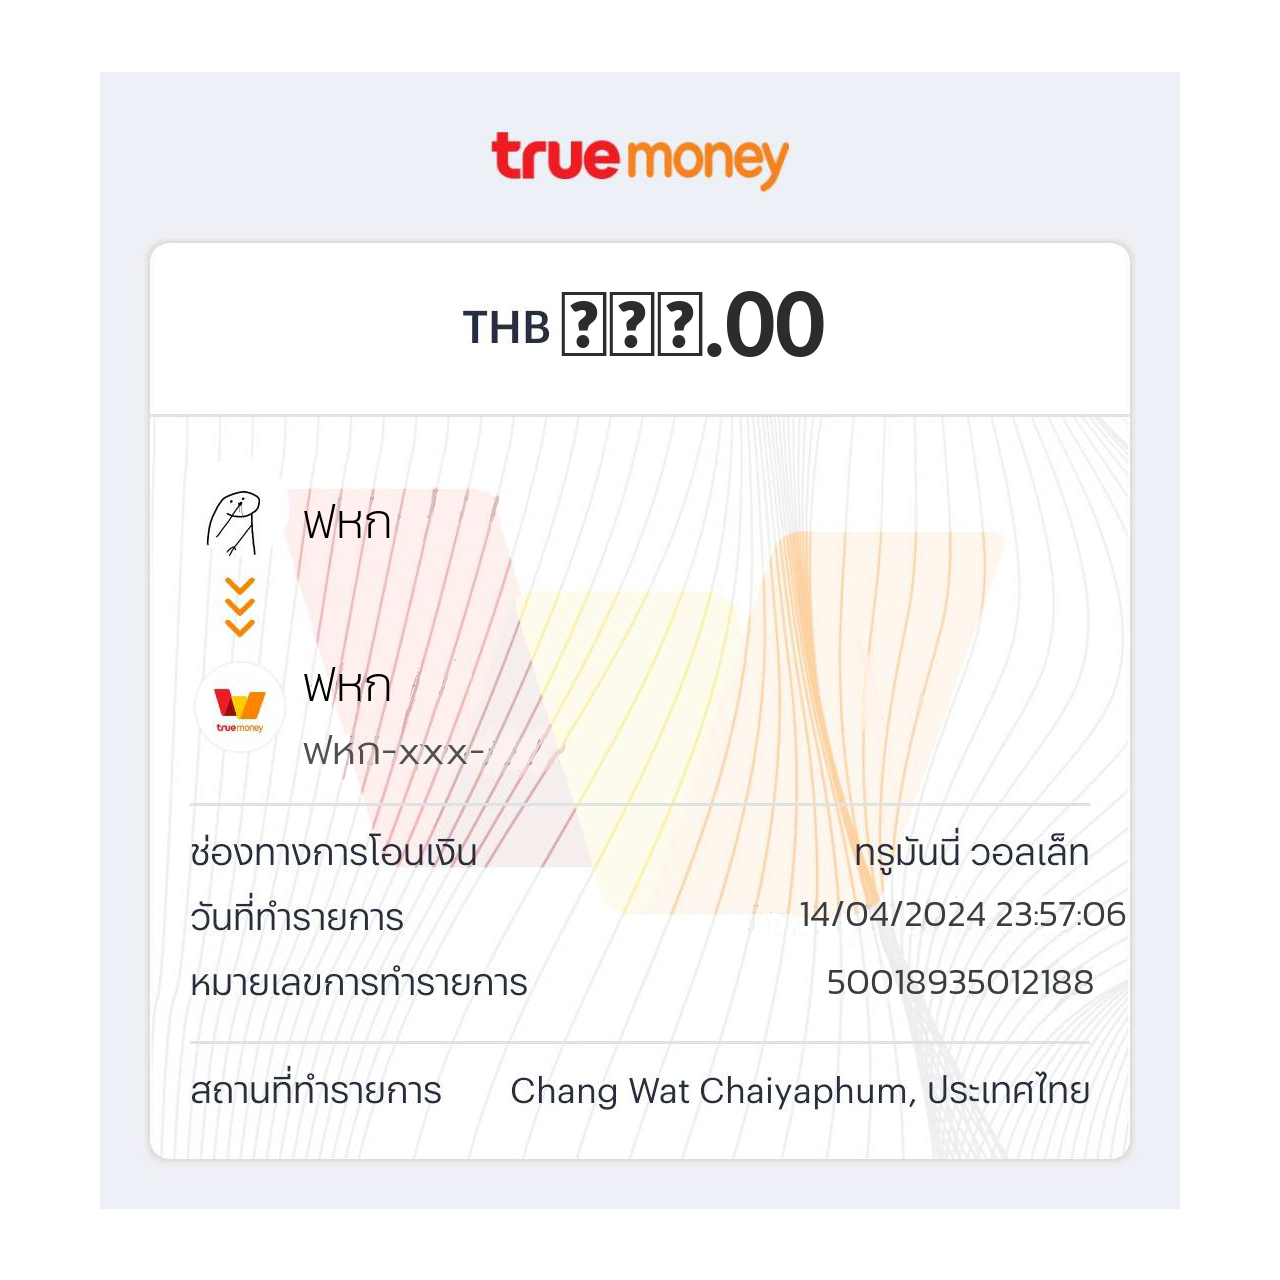 truemoney
THB ???.00
ฟหก
ฟหก
truemoney
ฟหก-xxx-
ช่องทางการโอนเงิน ทรูมันนี่ วอลเล็ท
วันที่ทำรายการ 14/04/2024 23:57:06
หมายเลขการทำรายการ 50018935012188
สถานที่ทำรายการ Chang Wat Chaiyaphum, ประเทศไทย